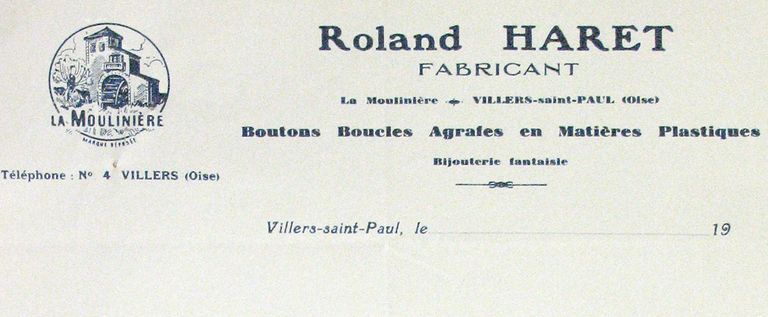 Roland HARET
FABRICANT
La Moulinière VILLERS-saint-PAUL (Oise)
Boutons Boucles Agrafes en Matières Plastiques
Bijouterie fantaisie
LA MOULINIÈRE
MARQUE DÉPOSÉE
Téléphone : Nº 4 VILLERS (Oise)
Villers-saint-Paul, le 19